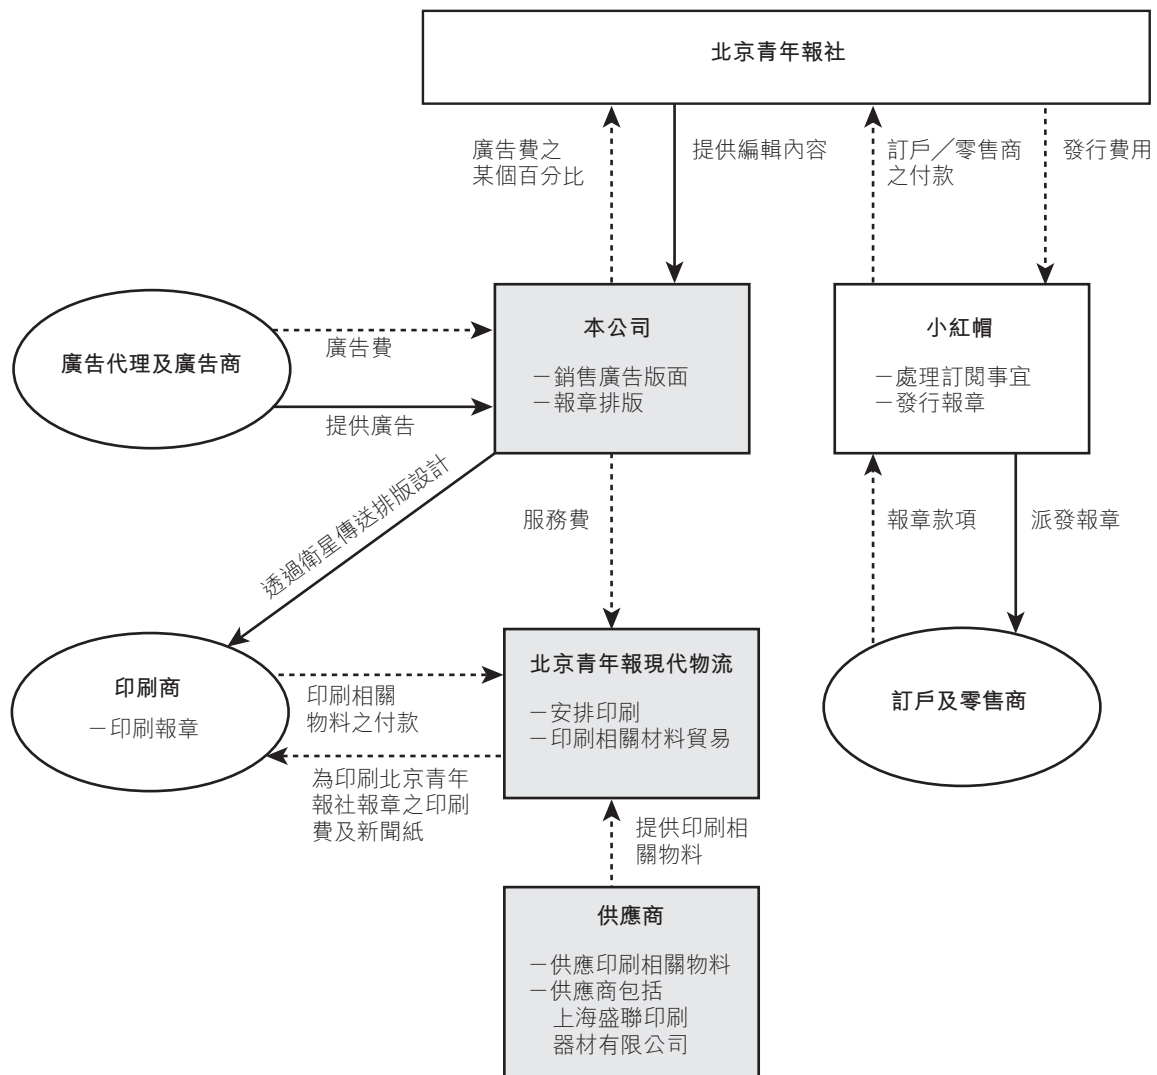 北京青年報社
廣告費之
某個百分比
提供編輯內容
訂戶／零售商
之付款
發行費用
廣告代理及廣告商
廣告費
提供廣告
本公司
－銷售廣告版面
－報章排版
小紅帽
－處理訂閱事宜
－發行報章
透過衛星傳送排版設計
服務費
報章款項
派發報章
印刷商
－印刷報章
印刷相關
物料之付款
為印刷北京青年
報社報章之印刷
費及新聞紙
北京青年報現代物流
－安排印刷
－印刷相關材料貿易
訂戶及零售商
提供印刷相
關物料
供應商
－供應印刷相關物料
－供應商包括
上海盛聯印刷
器材有限公司